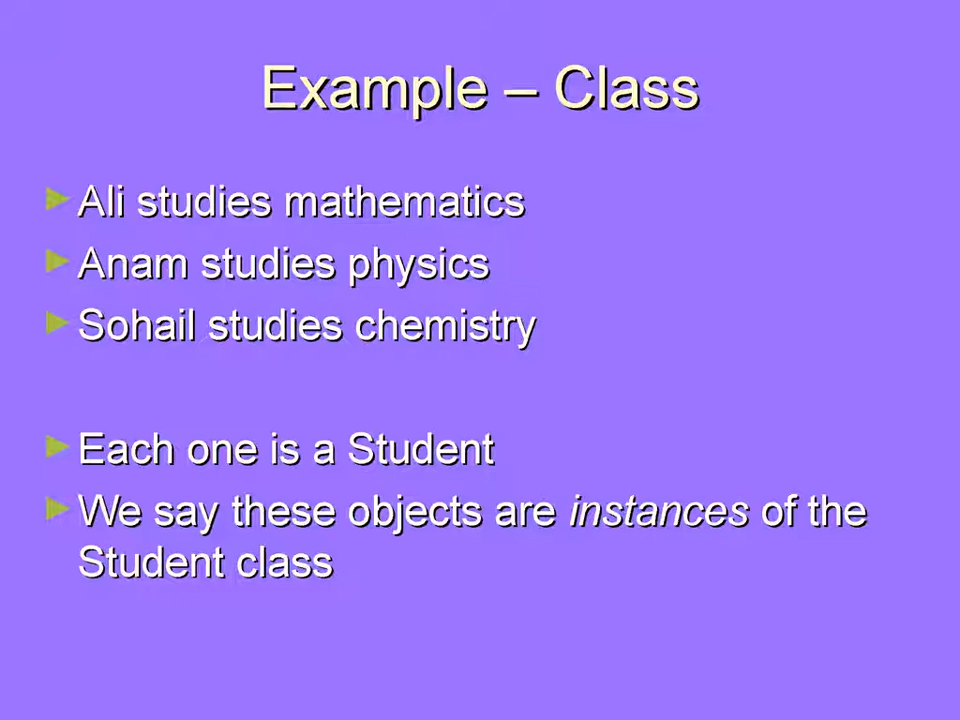 Example – Class
Ali studies mathematics
Anam studies physics
Sohail studies chemistry
Each one is a Student
We say these objects are instances of the
Student class